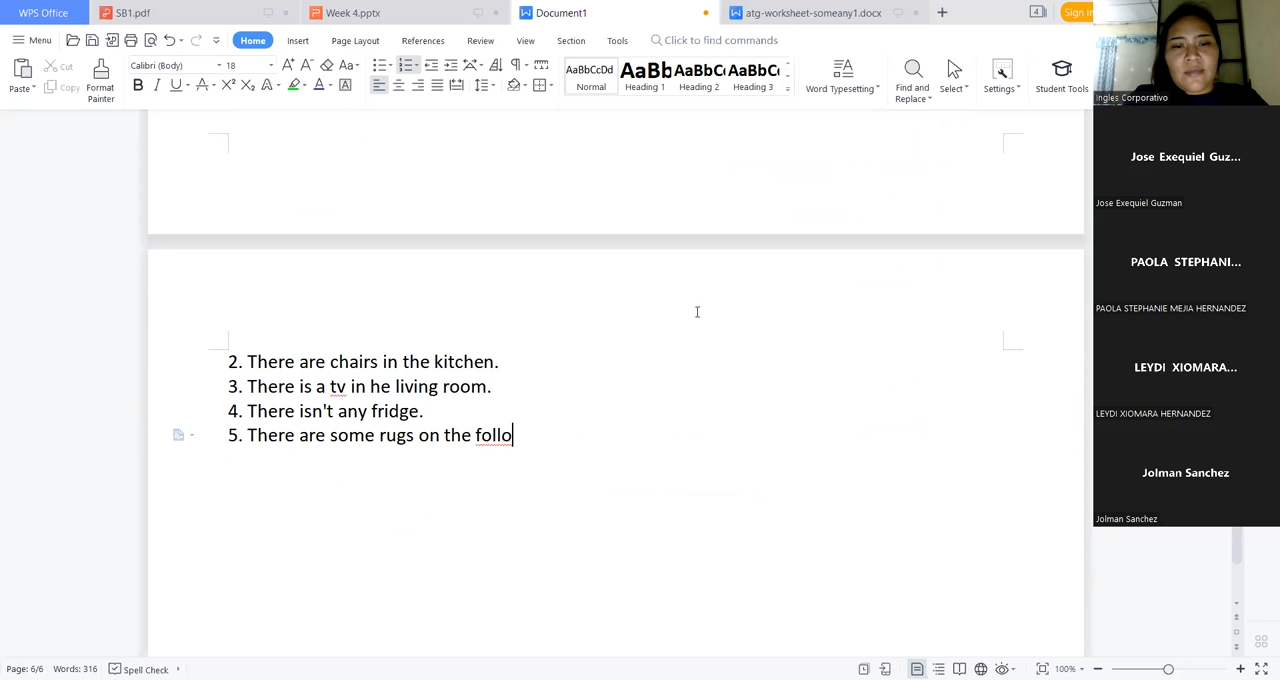 WPS Office
SB1.pdf
Week 4.pptx
Document1
atg-worksheet-someany1.docx
4
Sign in
Menu
Home
Insert
Page Layout
References
Review
View
Section
Tools
Click to find commands
Paste
Cut
Copy
Format Painter
Calibri (Body)
18
AaBbCcDd
Normal
AaBb
Heading 1
AaBbC
Heading 2
AaBbC
Heading 3
Word Typesetting
Find and Replace
Select
Settings
Student Tools
2. There are chairs in the kitchen.
3. There is a tv in he living room.
4. There isn't any fridge.
5. There are some rugs on the follo
Ingles Corporativo
Jose Exequiel Guz...
Jose Exequiel Guzman
PAOLA STEPHANI...
PAOLA STEPHANIE MEJIA HERNANDEZ
LEYDI XIOMARA...
LEYDI XIOMARA HERNANDEZ
Jolman Sanchez
Jolman Sanchez
Page: 6/6
Words: 316
Spell Check
100%